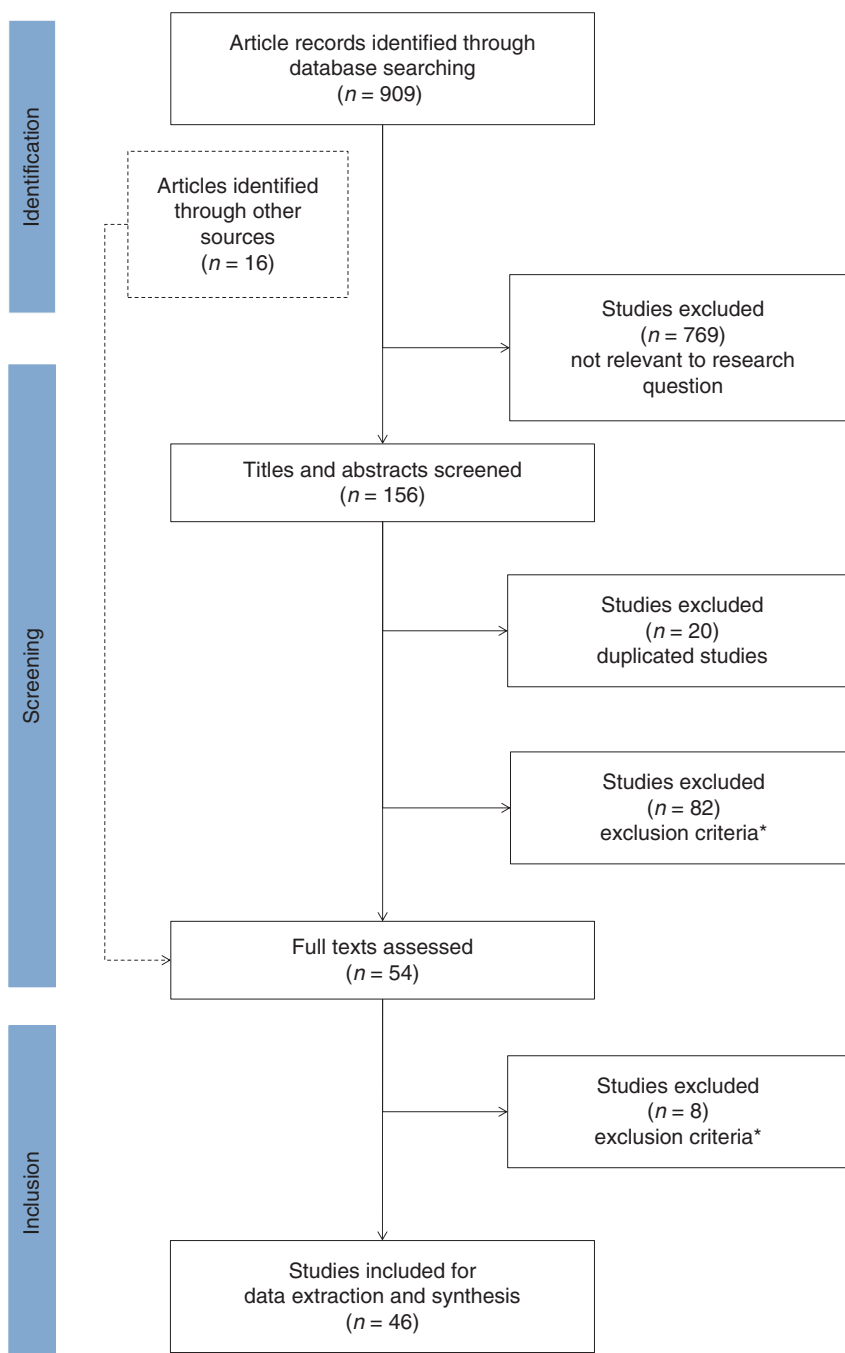 Identification
Article records identified through
database searching
(n = 909)
Articles identified
through other
sources
(n = 16)
Studies excluded
(n = 769)
not relevant to research
question
Screening
Titles and abstracts screened
(n = 156)
Studies excluded
(n = 20)
duplicated studies
Studies excluded
(n = 82)
exclusion criteria*
Full texts assessed
(n = 54)
Inclusion
Studies excluded
(n = 8)
exclusion criteria*
Studies included for
data extraction and synthesis
(n = 46)